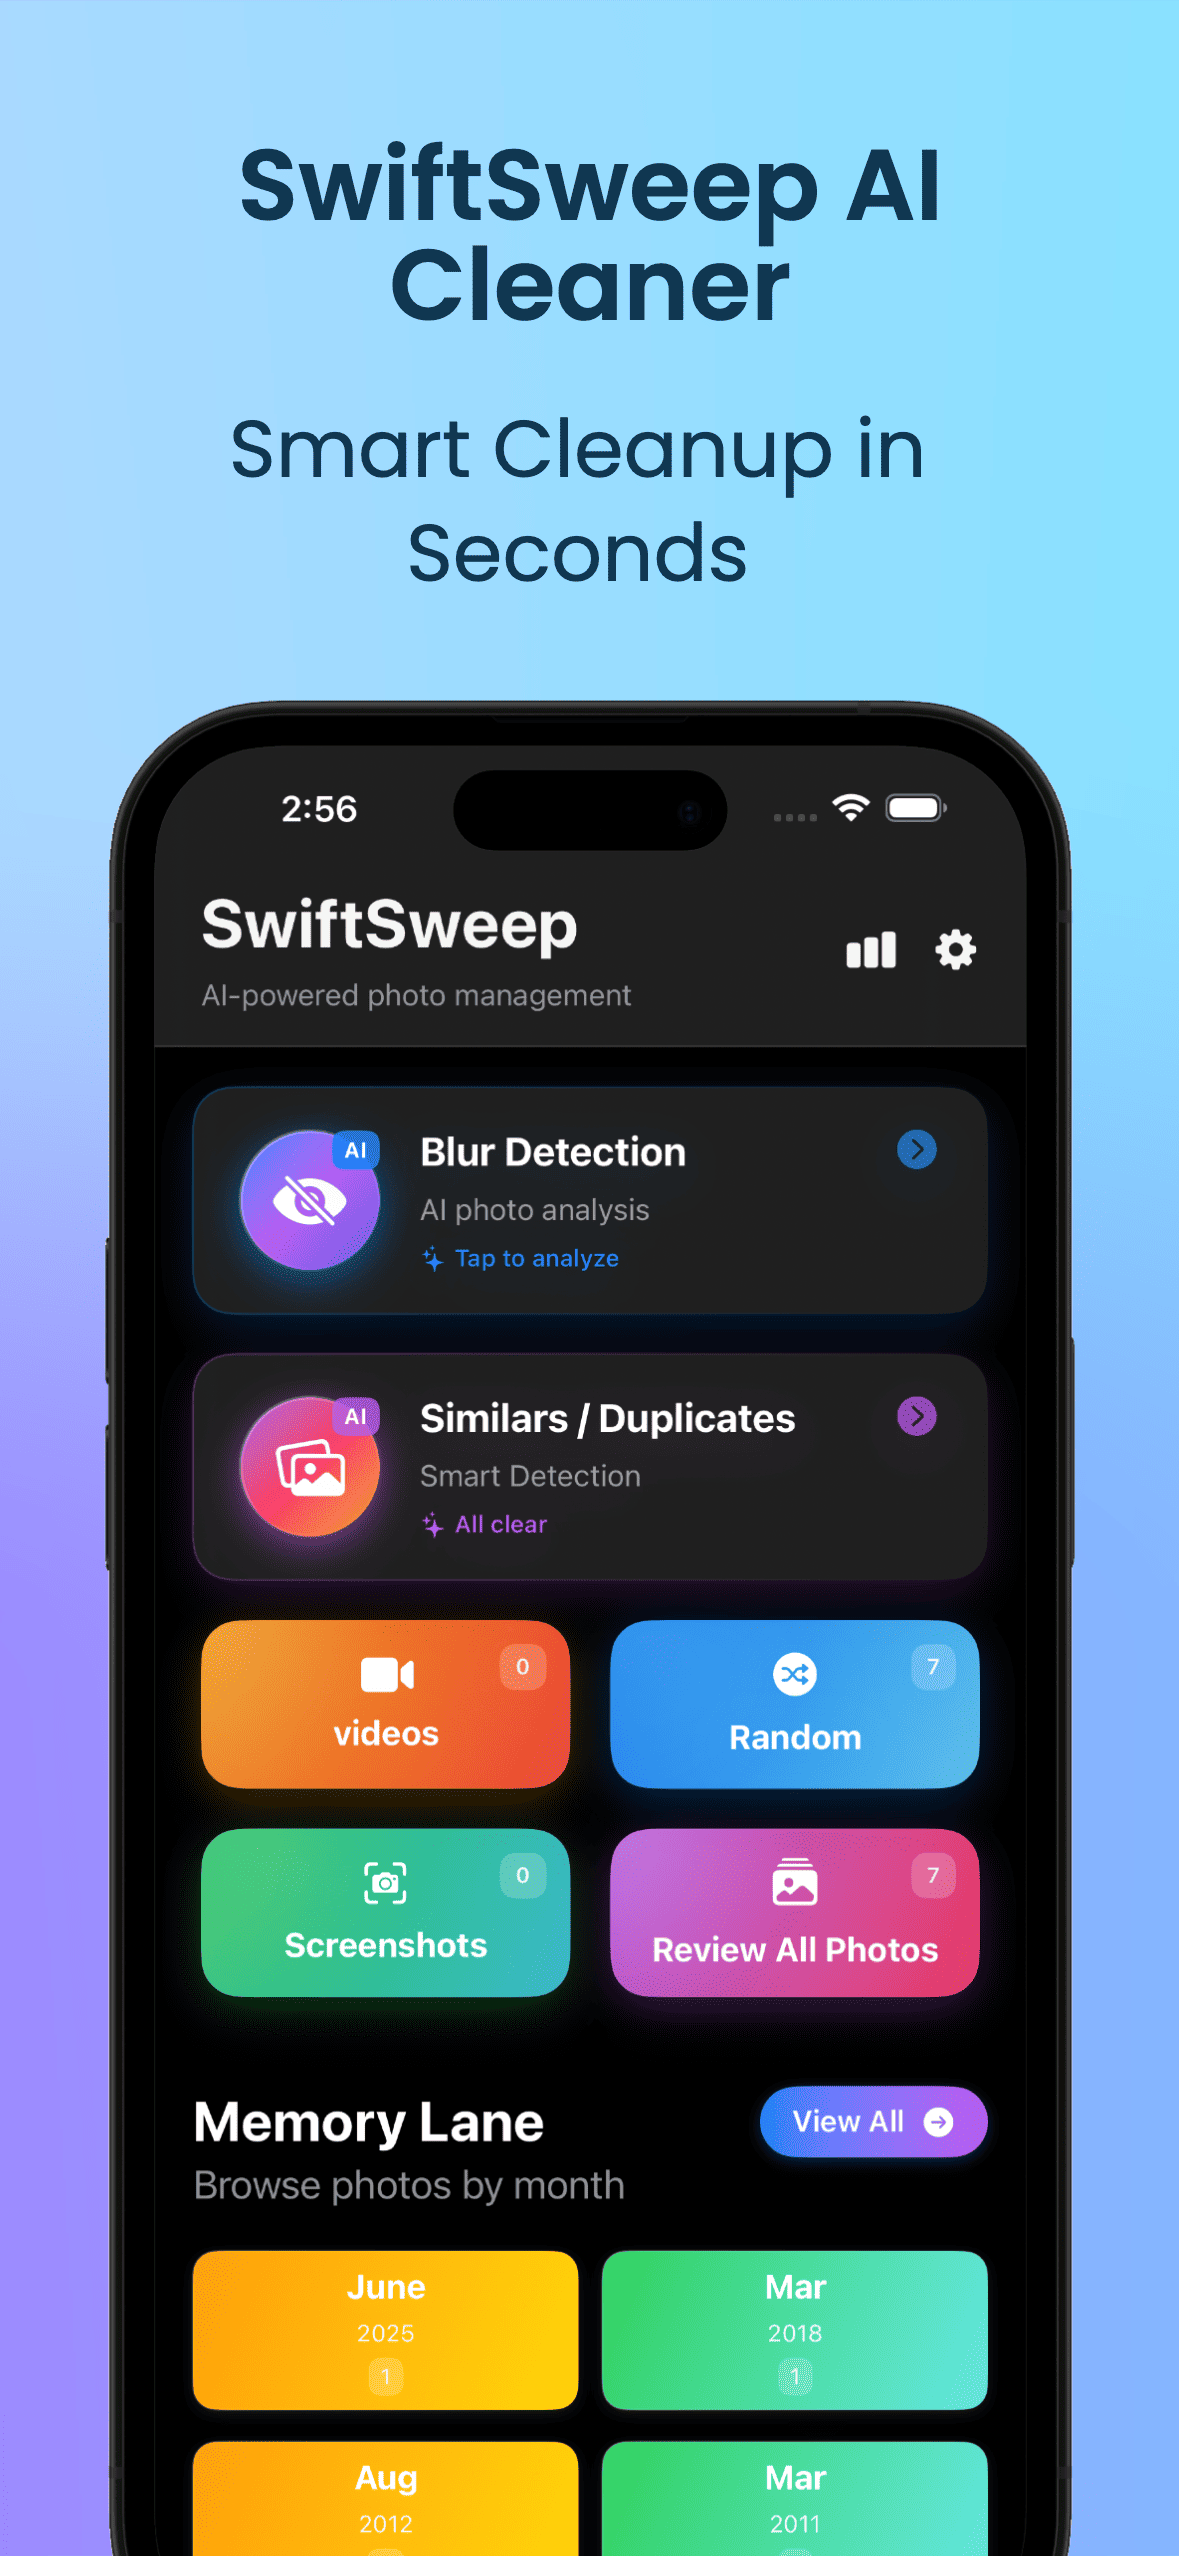 SwiftSweep AI
Cleaner
Smart Cleanup in
Seconds
2:56
SwiftSweep
AI-powered photo management
AI
Blur Detection
AI photo analysis
Tap to analyze
AI
Similars / Duplicates
Smart Detection
All clear
0
videos
7
Random
0
Screenshots
7
Review All Photos
Memory Lane
View All
Browse photos by month
June
2025
1
Mar
2018
1
Aug
2012
Mar
2011